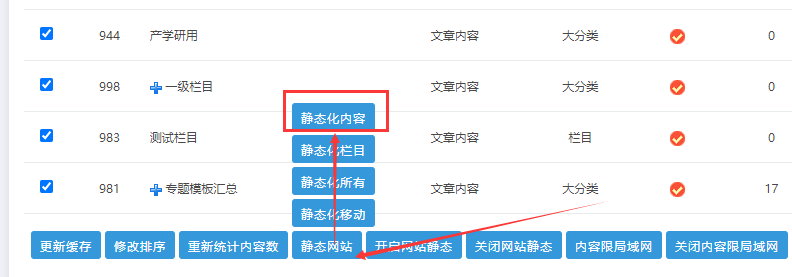 944 产学研用 文章内容 大分类 0
998 一级栏目 文章内容 大分类 0
静态化内容
983 测试栏目 文章内容 栏目 0
静态化栏目
静态化所有
981 专题模板汇总 文章内容 大分类 17
静态化移动
更新缓存 修改排序 重新统计内容数 静态网站 开启网站静态 关闭网站静态 内容限局域网 关闭内容限局域网